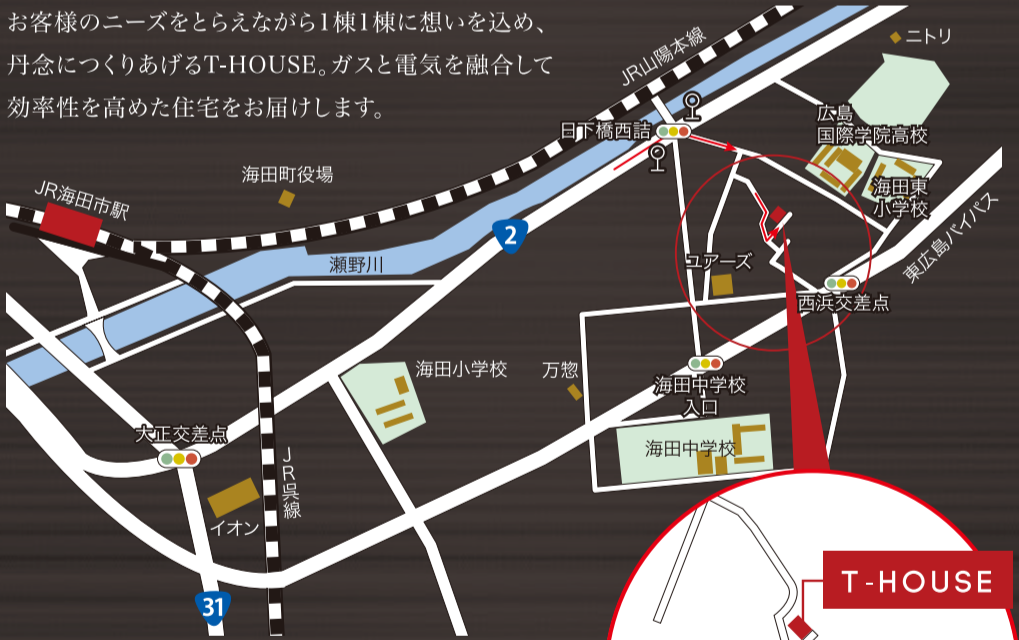 お客様のニーズをとらえながら1棟1棟に想いを込め、
丹念につくりあげるT-HOUSE。ガスと電気を融合して
効率性を高めた住宅をお届けします。
JR山陽本線
ニトリ
広島
国際学院高校
日下橋西詰
海田町役場
海田東
小学校
JR海田市駅
2
東広島バイパス
瀬野川
ユアーズ
西浜交差点
海田小学校
万惣
海田中学校
入口
大正交差点
海田中学校
JR呉線
イオン
T-HOUSE
31